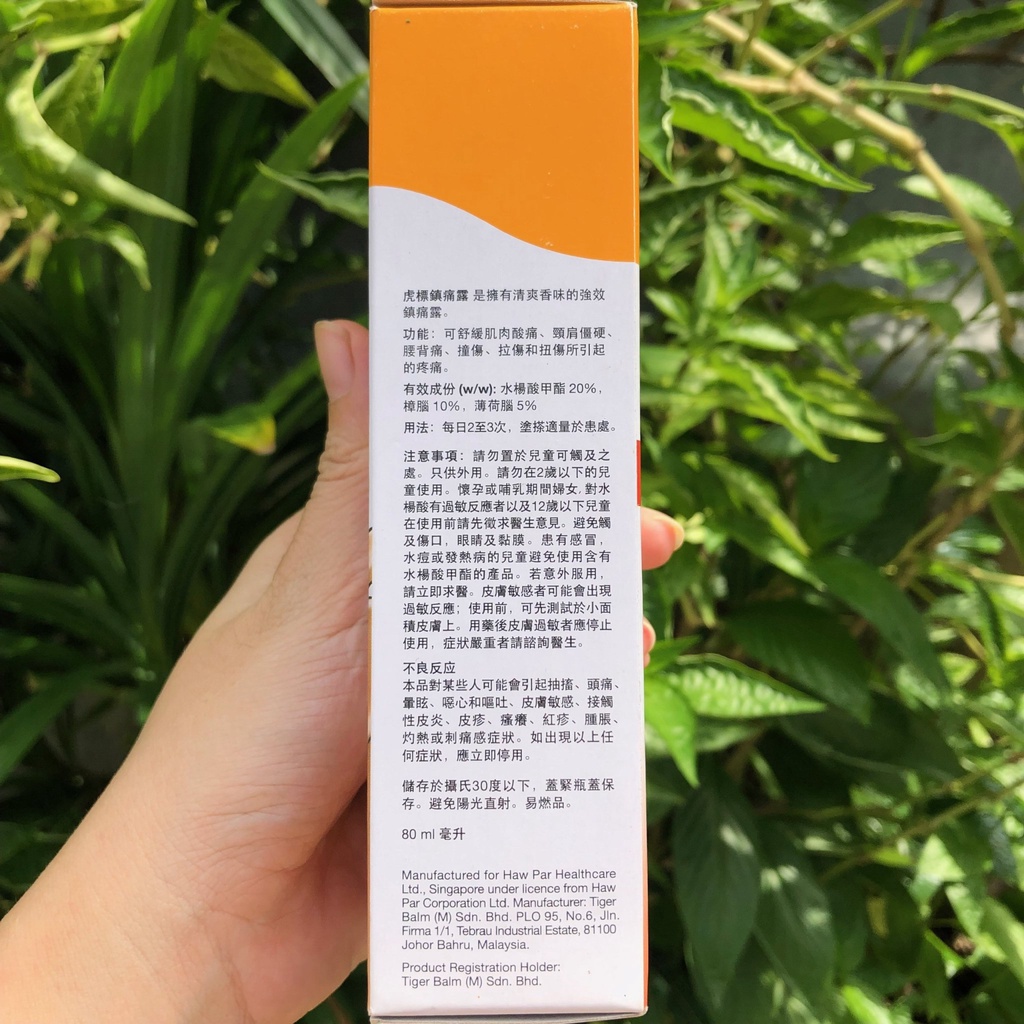 虎標鎮痛露 是擁有清爽香味的強效
鎮痛露。
功能：可舒緩肌肉酸痛、頸肩僵硬、
腰背痛、撞傷、拉傷和扭傷所引起
的疼痛。
有效成份 (w/w): 水楊酸甲酯 20%,
樟腦 10%, 薄荷腦 5%
用法：每日2至3次，塗搽適量於患處。
注意事項：請勿置於兒童可觸及之
處。只供外用。請勿在2歲以下的兒
童使用。懷孕或哺乳期間婦女，對水
楊酸有過敏反應者以及12歲以下兒童
在使用前請先徵求醫生意見。避免觸
及傷口，眼睛及黏膜。患有感冒，
水痘或發熱病的兒童避免使用含有
水楊酸甲酯的產品。若意外服用，
請立即求醫。皮膚敏感者可能會出現
過敏反應；使用前，可先測試於小面
積皮膚上。用藥後皮膚過敏者應停止
使用，症狀嚴重者請諮詢醫生。
不良反应
本品對某些人可能會引起抽搐、頭痛、
暈眩、噁心和嘔吐、皮膚敏感、接觸
性皮炎、皮疹、瘙癢、紅疹、腫脹、
灼熱或刺痛感症狀。如出現以上任
何症狀，應立即停用。
儲存於攝氏30度以下，蓋緊瓶蓋保
存。避免陽光直射。易燃品。
80 ml 毫升
Manufactured for Haw Par Healthcare
Ltd., Singapore under licence from Haw
Par Corporation Ltd. Manufacturer: Tiger
Balm (M) Sdn. Bhd. PLO 95, No.6, Jln.
Firma 1/1, Tebrau Industrial Estate, 81100
Johor Bahru, Malaysia.
Product Registration Holder:
Tiger Balm (M) Sdn. Bhd.